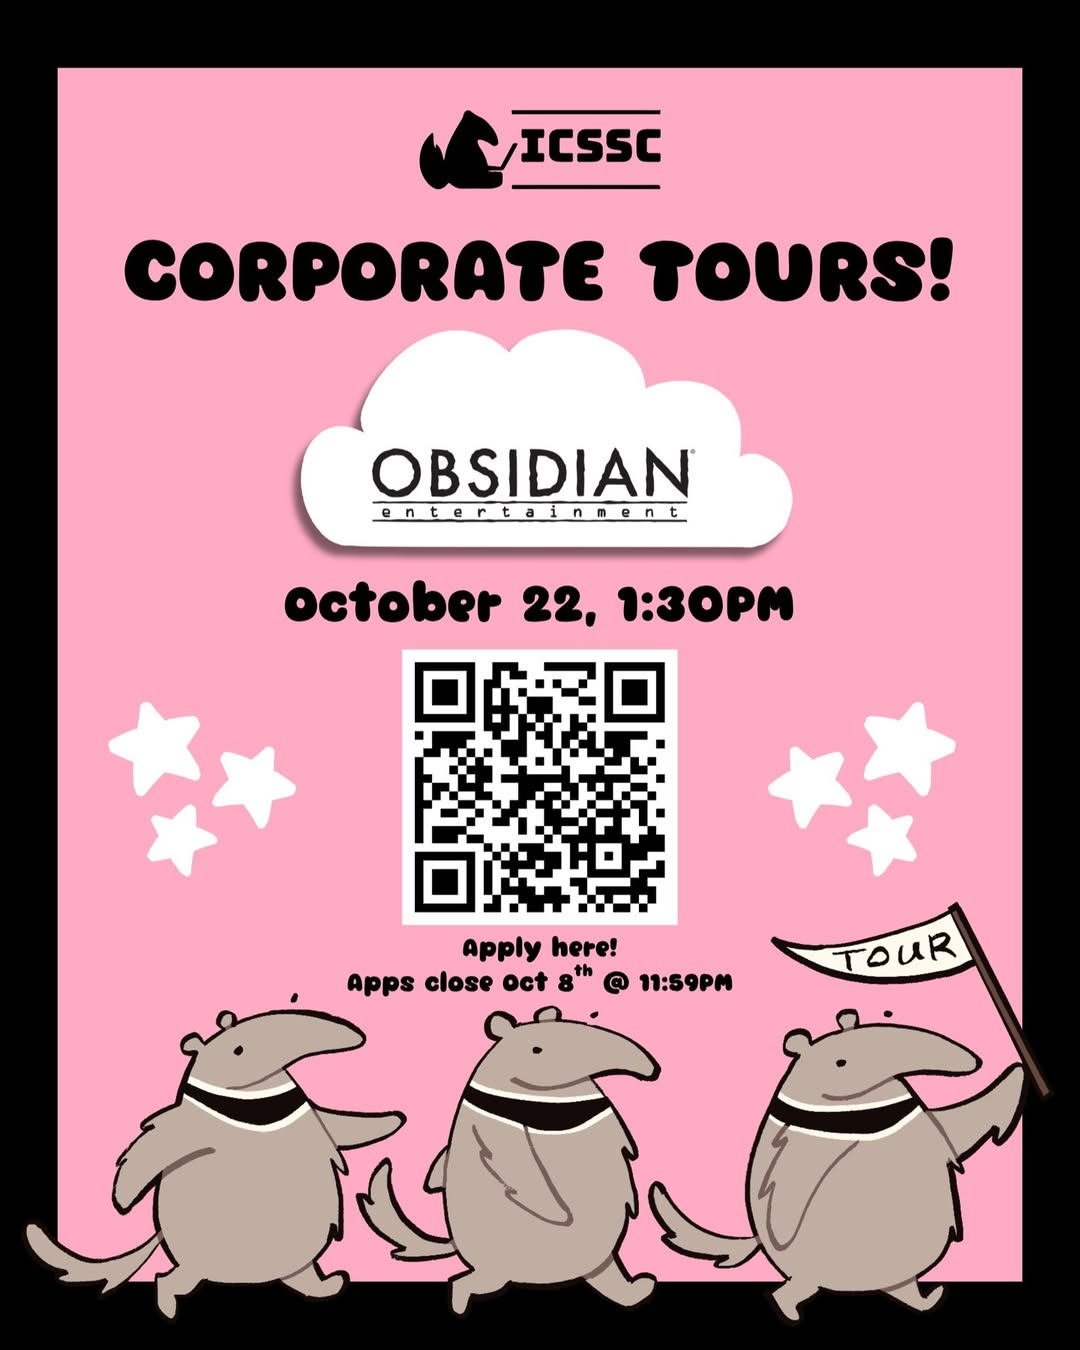 ICSSC
CORPORATE TOURS!
OBSIDIAN
entertainment
October 22, 1:30PM
Apply here!
Apps close Oct 8th @ 11:59PM
TOUR